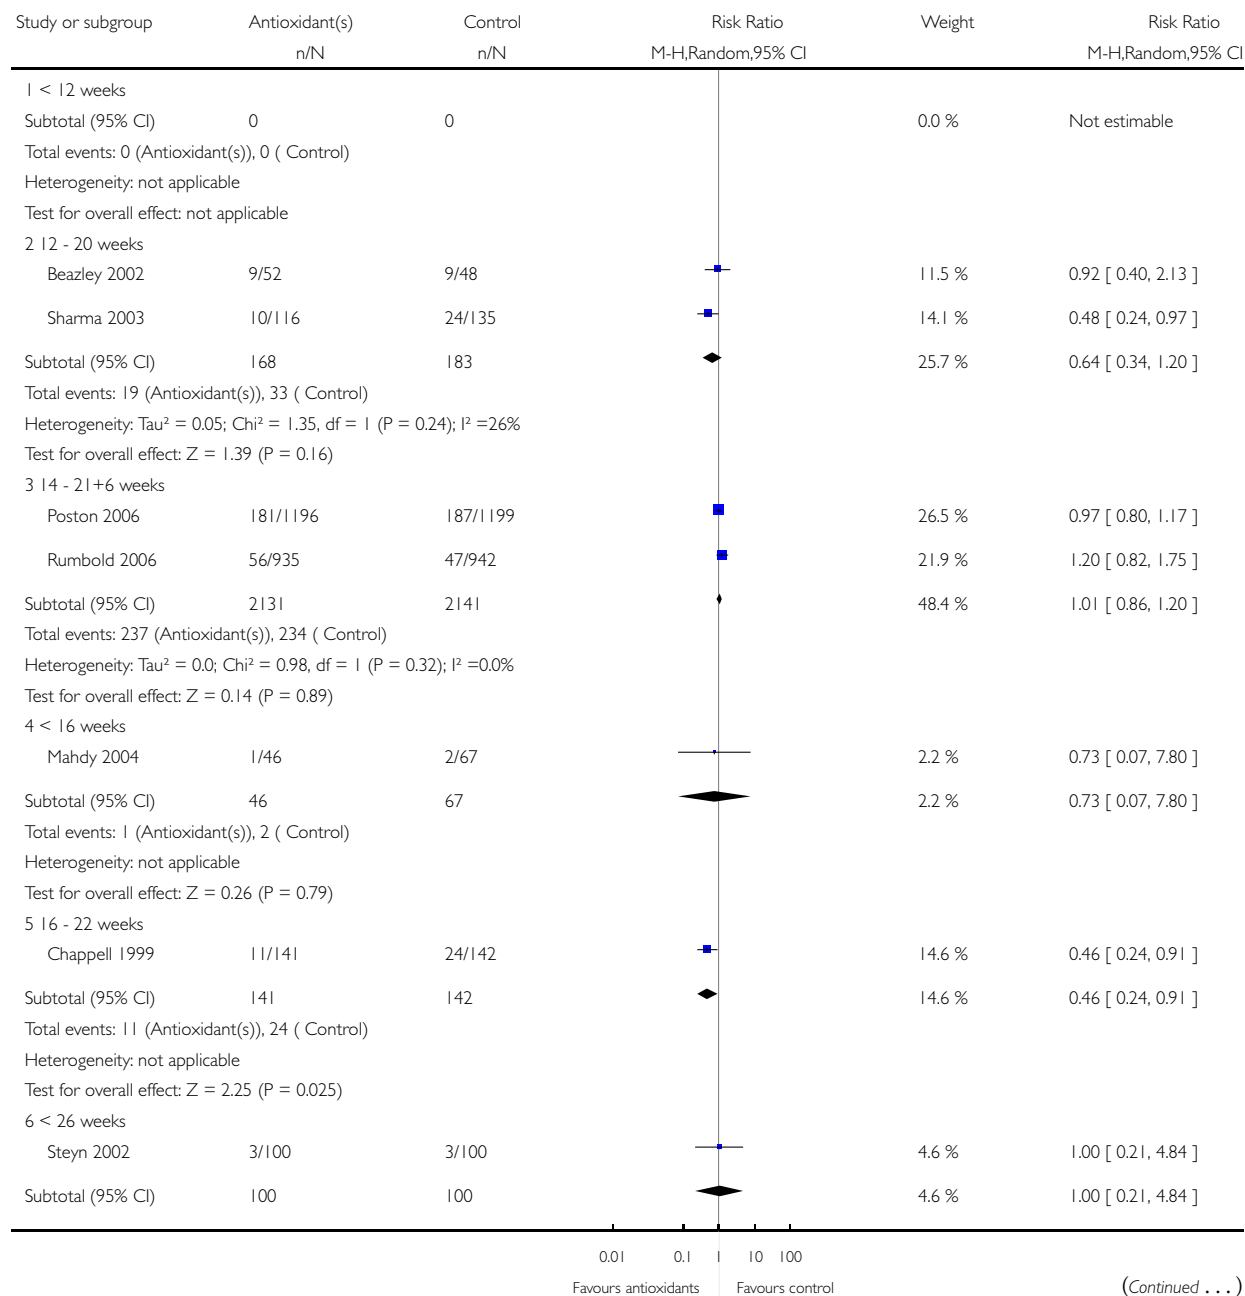 Study or subgroup Antioxidant(s) Control Risk Ratio Weight Risk Ratio
n/N n/N M-H,Random,95% CI M-H,Random,95% CI
1 < 12 weeks
Subtotal (95% CI) 0 0 0.0 % Not estimable
Total events: 0 (Antioxidant(s)), 0 ( Control)
Heterogeneity: not applicable
Test for overall effect: not applicable
2 12 - 20 weeks
Beazley 2002 9/52 9/48 11.5 % 0.92 [ 0.40, 2.13 ]
Sharma 2003 10/116 24/135 14.1 % 0.48 [ 0.24, 0.97 ]
Subtotal (95% CI) 168 183 25.7 % 0.64 [ 0.34, 1.20 ]
Total events: 19 (Antioxidant(s)), 33 ( Control)
Heterogeneity: Tau² = 0.05; Chi² = 1.35, df = 1 (P = 0.24); I² =26%
Test for overall effect: Z = 1.39 (P = 0.16)
3 14 - 21+6 weeks
Poston 2006 181/1196 187/1199 26.5 % 0.97 [ 0.80, 1.17 ]
Rumbold 2006 56/935 47/942 21.9 % 1.20 [ 0.82, 1.75 ]
Subtotal (95% CI) 2131 2141 48.4 % 1.01 [ 0.86, 1.20 ]
Total events: 237 (Antioxidant(s)), 234 ( Control)
Heterogeneity: Tau² = 0.0; Chi² = 0.98, df = 1 (P = 0.32); I² =0.0%
Test for overall effect: Z = 0.14 (P = 0.89)
4 < 16 weeks
Mahdy 2004 1/46 2/67 2.2 % 0.73 [ 0.07, 7.80 ]
Subtotal (95% CI) 46 67 2.2 % 0.73 [ 0.07, 7.80 ]
Total events: 1 (Antioxidant(s)), 2 ( Control)
Heterogeneity: not applicable
Test for overall effect: Z = 0.26 (P = 0.79)
5 16 - 22 weeks
Chappell 1999 11/141 24/142 14.6 % 0.46 [ 0.24, 0.91 ]
Subtotal (95% CI) 141 142 14.6 % 0.46 [ 0.24, 0.91 ]
Total events: 11 (Antioxidant(s)), 24 ( Control)
Heterogeneity: not applicable
Test for overall effect: Z = 2.25 (P = 0.025)
6 < 26 weeks
Steyn 2002 3/100 3/100 4.6 % 1.00 [ 0.21, 4.84 ]
Subtotal (95% CI) 100 100 4.6 % 1.00 [ 0.21, 4.84 ]
0.01 0.1 1 10 100
Favours antioxidants Favours control (Continued . . . )